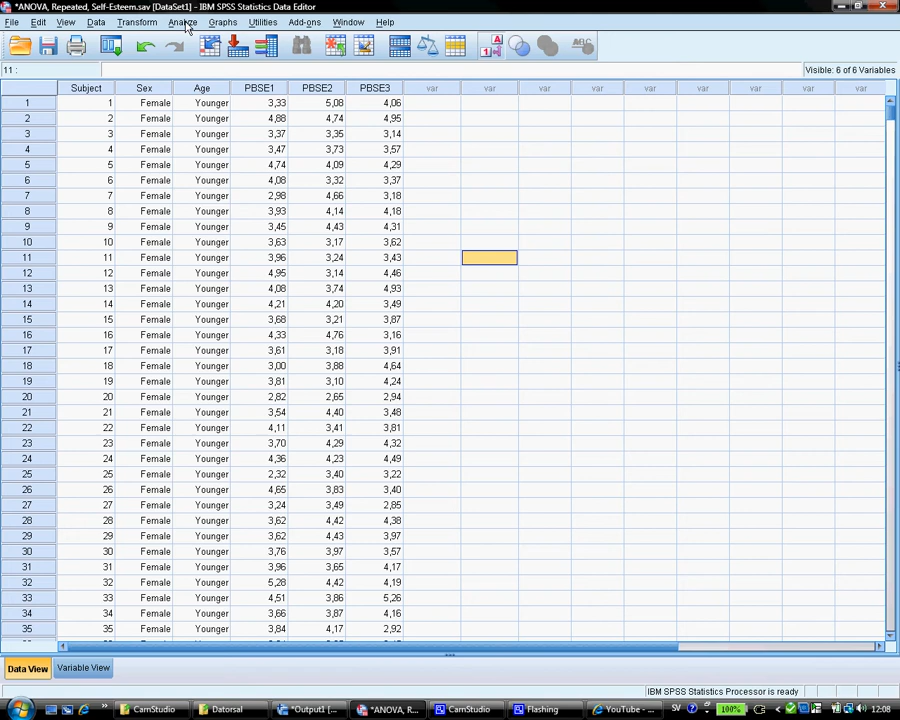 *ANOVA, Repeated, Self-Esteem.sav [DataSet1] - IBM SPSS Statistics Data Editor
File Edit View Data Transform Analyze Graphs Utilities Add-ons Window Help
11 : Visible: 6 of 6 Variables
Subject Sex Age PBSE1 PBSE2 PBSE3 var var var var var var var var var
1 1 Female Younger 3,33 5,08 4,06
2 2 Female Younger 4,88 4,74 4,95
3 3 Female Younger 3,37 3,35 3,14
4 4 Female Younger 3,47 3,73 3,57
5 5 Female Younger 4,74 4,09 4,29
6 6 Female Younger 4,08 3,32 3,37
7 7 Female Younger 2,98 4,66 3,18
8 8 Female Younger 3,93 4,14 4,18
9 9 Female Younger 3,45 4,43 4,31
10 10 Female Younger 3,63 3,17 3,62
11 11 Female Younger 3,96 3,24 3,43
12 12 Female Younger 4,95 3,14 4,46
13 13 Female Younger 4,08 3,74 4,93
14 14 Female Younger 4,21 4,20 3,49
15 15 Female Younger 3,68 3,21 3,87
16 16 Female Younger 4,33 4,76 3,16
17 17 Female Younger 3,61 3,18 3,91
18 18 Female Younger 3,00 3,88 4,64
19 19 Female Younger 3,81 3,10 4,24
20 20 Female Younger 2,82 2,65 2,94
21 21 Female Younger 3,54 4,40 3,48
22 22 Female Younger 4,11 3,41 3,81
23 23 Female Younger 3,70 4,29 4,32
24 24 Female Younger 4,36 4,23 4,49
25 25 Female Younger 2,32 3,40 3,22
26 26 Female Younger 4,65 3,83 3,40
27 27 Female Younger 3,24 3,49 2,85
28 28 Female Younger 3,62 4,42 4,38
29 29 Female Younger 3,62 4,43 3,97
30 30 Female Younger 3,76 3,97 3,57
31 31 Female Younger 3,96 3,65 4,17
32 32 Female Younger 5,28 4,42 4,19
33 33 Female Younger 4,51 3,86 5,26
34 34 Female Younger 3,66 3,87 4,16
35 35 Female Younger 3,84 4,17 2,92
Data View Variable View
IBM SPSS Statistics Processor is ready
CamStudio Datorsal *Output1 [... *ANOVA, R... CamStudio Flashing YouTube - ... SV 100% 12:08